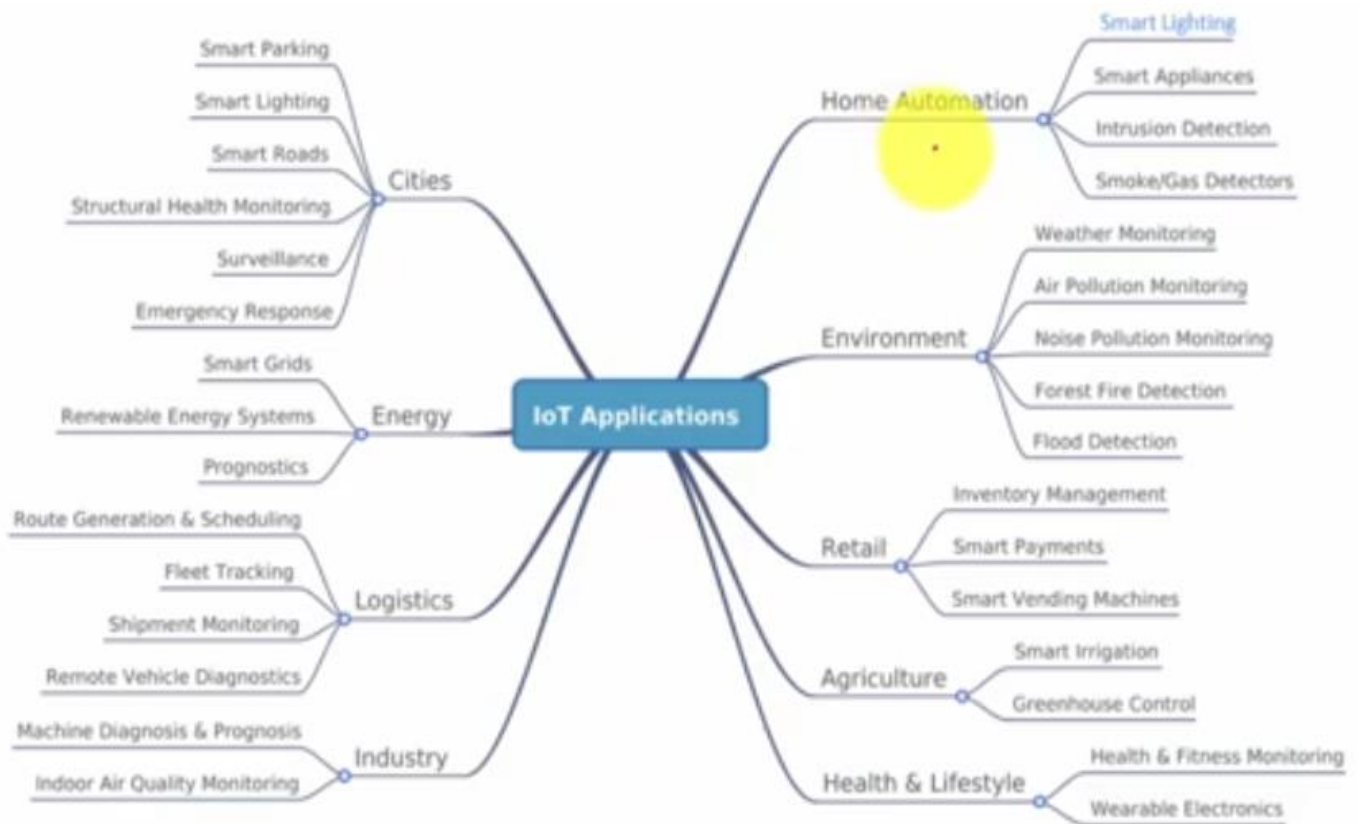 Smart Parking
Smart Lighting
Smart Roads
Structural Health Monitoring
Surveillance
Emergency Response
Cities
Smart Grids
Renewable Energy Systems
Prognostics
Energy
Route Generation & Scheduling
Fleet Tracking
Shipment Monitoring
Remote Vehicle Diagnostics
Logistics
Machine Diagnosis & Prognosis
Indoor Air Quality Monitoring
Industry
IoT Applications
Home Automation
Smart Lighting
Smart Appliances
Intrusion Detection
Smoke/Gas Detectors
Environment
Weather Monitoring
Air Pollution Monitoring
Noise Pollution Monitoring
Forest Fire Detection
Flood Detection
Retail
Inventory Management
Smart Payments
Smart Vending Machines
Agriculture
Smart Irrigation
Greenhouse Control
Health & Lifestyle
Health & Fitness Monitoring
Wearable Electronics